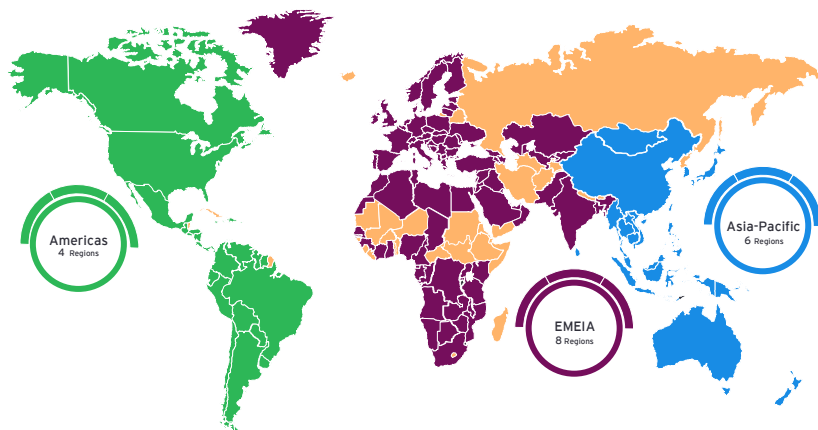 Americas
4 Regions
Asia-Pacific
6 Regions
EMEIA
8 Regions